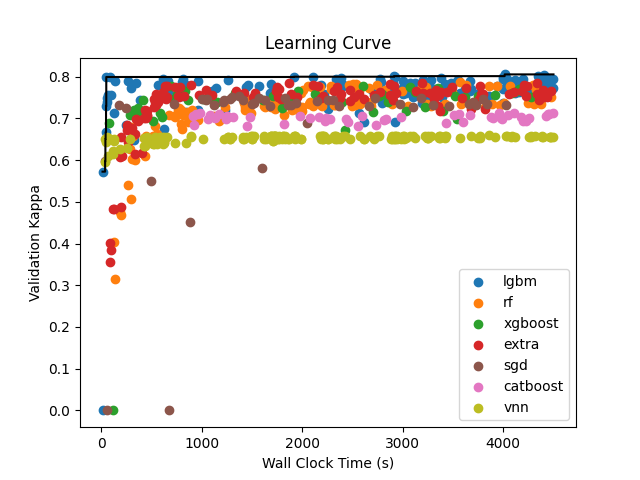 Learning Curve
Validation Kappa
0.8
0.7
0.6
0.5
0.4
0.3
0.2
0.1
0.0
lgbm
rf
xgboost
extra
sgd
catboost
vnn
0
1000
2000
3000
4000
Wall Clock Time (s)